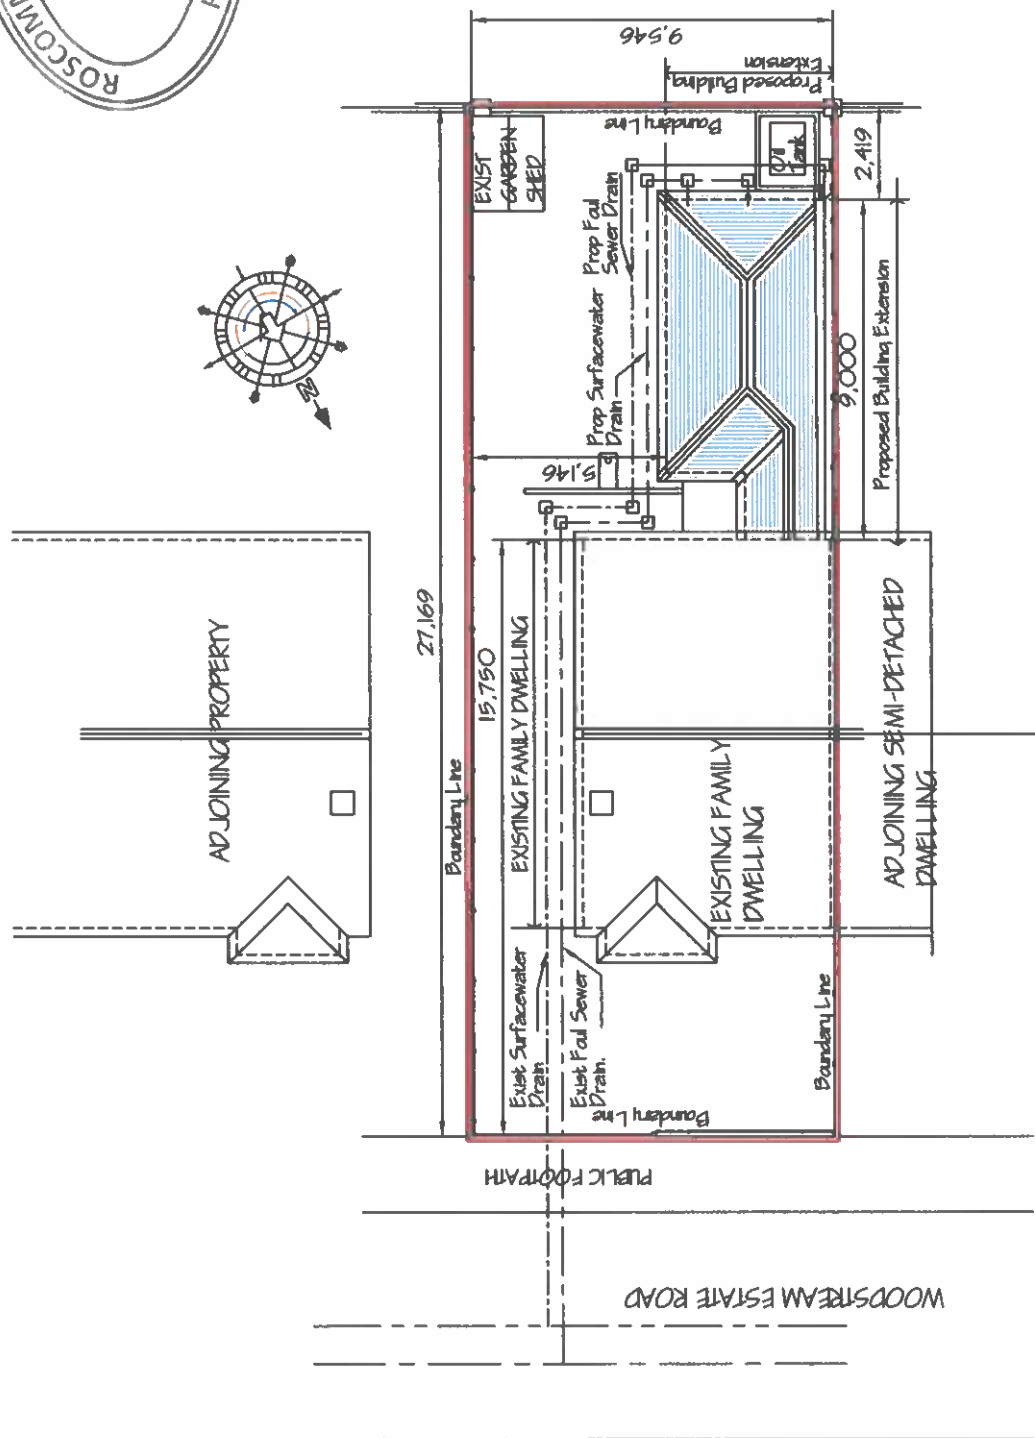 ROSCOMM
9,546
Proposed Building
Extension
Boundary Line
EXIST
GARDEN
SHED
Oil
Tank
2,419
Prop Foul
Sewer Drain
Prop Surfacewater
Drain
N
5,146
9,000
Proposed Building Extension
27,169
15,750
ADJOINING PROPERTY
Boundary Line
EXISTING FAMILY DWELLING
EXISTING FAMILY
DWELLING
ADJOINING SEMI-DETACHED
DWELLING
Exist Surfacewater
Drain
Exist Foul Sewer
Drain.
Boundary Line
Boundary Line
PUBLIC FOOTPATH
WOODSTREAM ESTATE ROAD